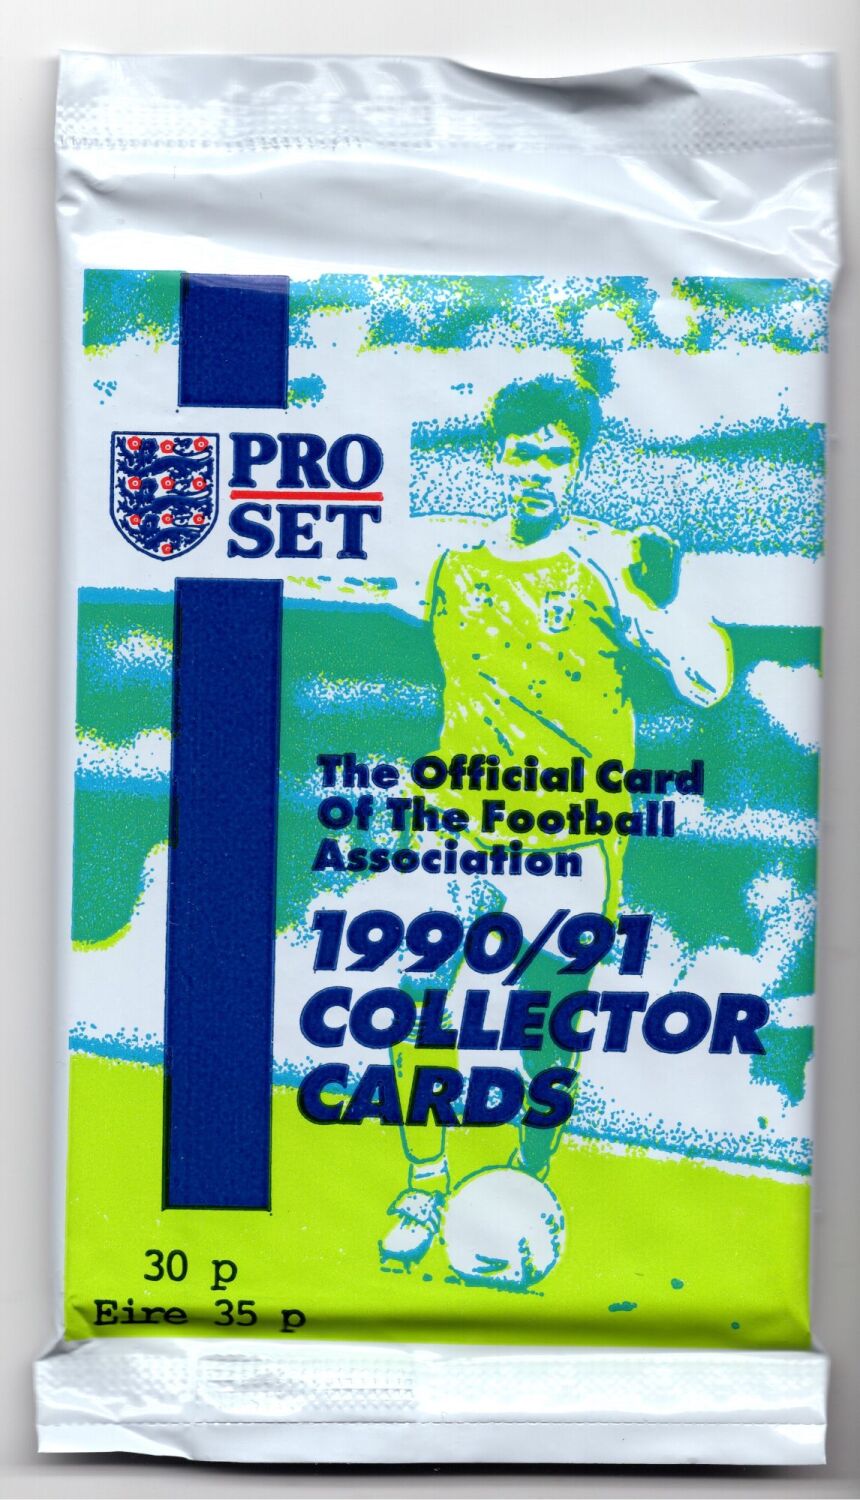 PRO
SET
The Official Card
Of The Football
Association
1990/91
COLLECTOR
CARDS
30 p
Eire 35 p